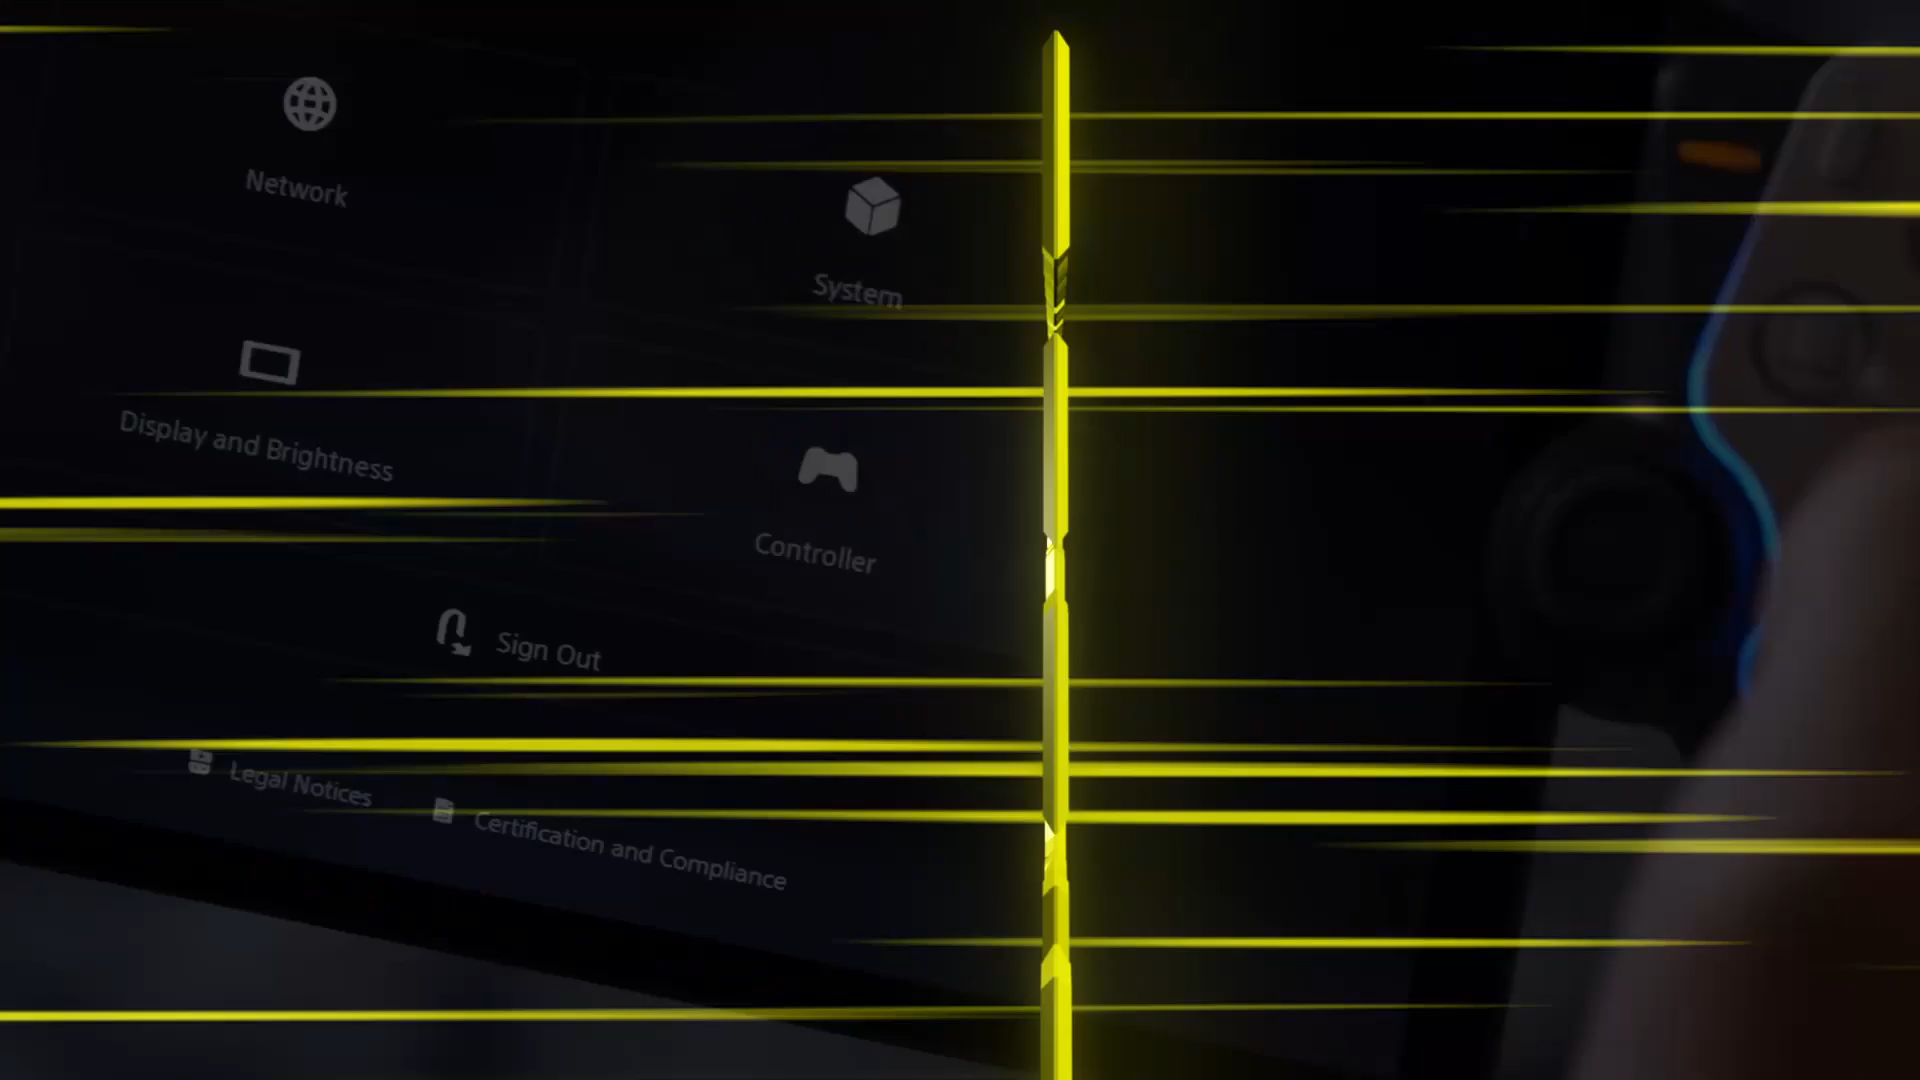 Network
System
Display and Brightness
Controller
Sign Out
Legal Notices
Certification and Compliance